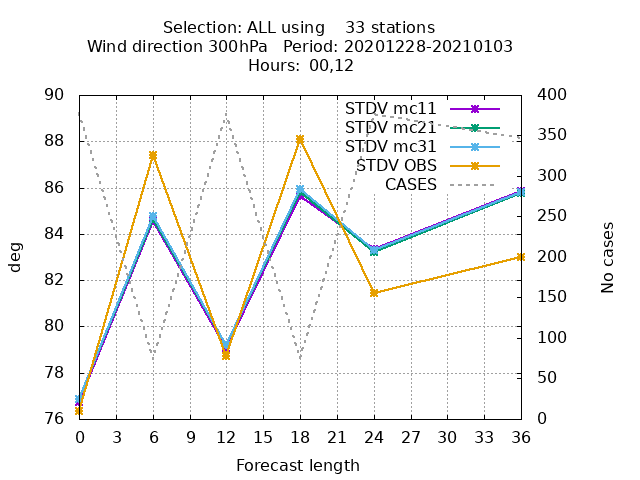 Selection: ALL using    33 stations
Wind direction 300hPa   Period: 20201228-20210103
Hours: 00,12
90
88
86
84
82
80
78
76
400
350
300
250
200
150
100
50
0
STDV mc11
STDV mc21
STDV mc31
STDV OBS
CASES
deg
No cases
0 3 6 9 12 15 18 21 24 27 30 33 36
Forecast length